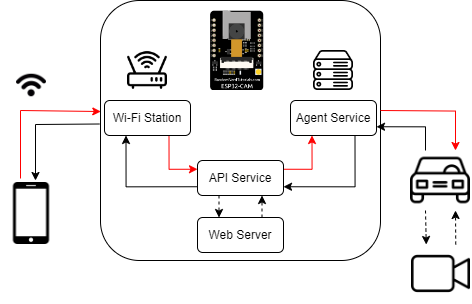 ESP32-CAM
Wi-Fi Station
Agent Service
API Service
Web Server